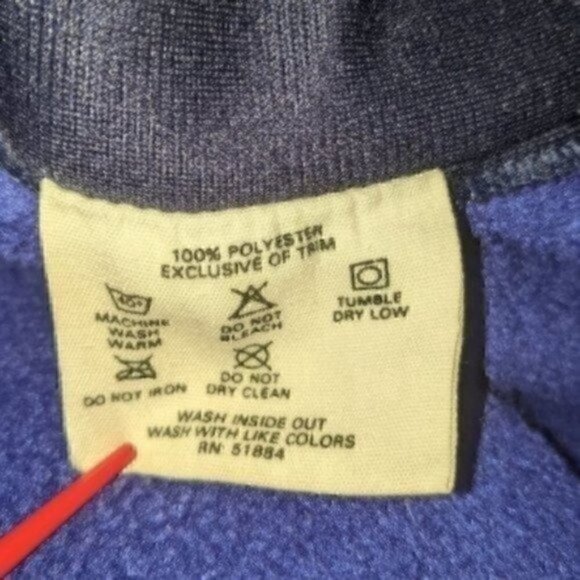 100% POLYESTER
EXCLUSIVE OF TRIM
40°
MACHINE
WASH
WARM
DO NOT
BLEACH
TUMBLE
DRY LOW
DO NOT IRON
DO NOT
DRY CLEAN
WASH INSIDE OUT
WASH WITH LIKE COLORS
RN: 51884